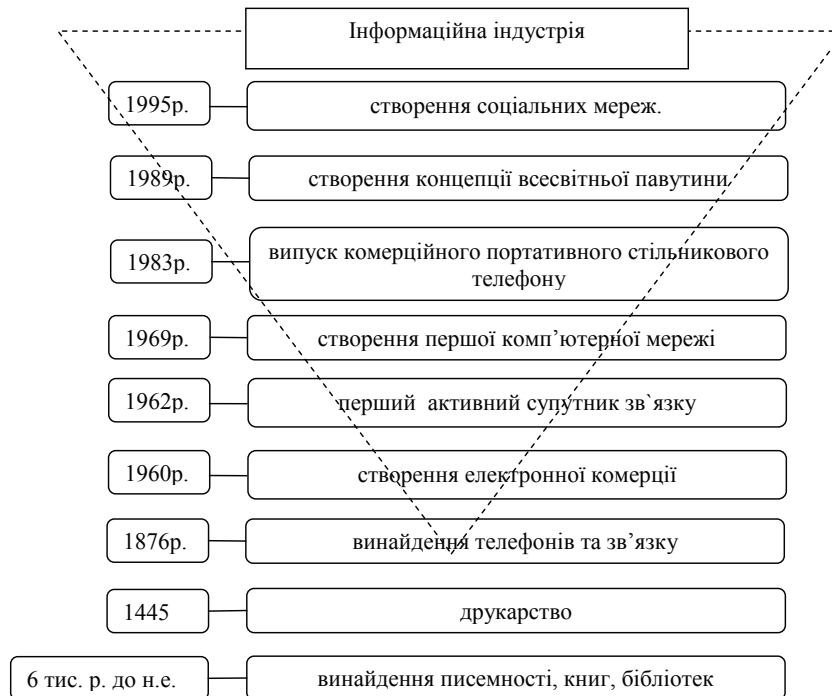 Інформаційна індустрія
1995р. створення соціальних мереж.
1989р. створення концепції всесвітньої павутини
1983р. випуск комерційного портативного стільникового
телефону
1969р. створення першої комп’ютерної мережі
1962р. перший активний супутник зв`язку
1960р. створення електронної комерції
1876р. винайдення телефонів та зв’язку
1445 друкарство
6 тис. р. до н.е. винайдення писемності, книг, бібліотек